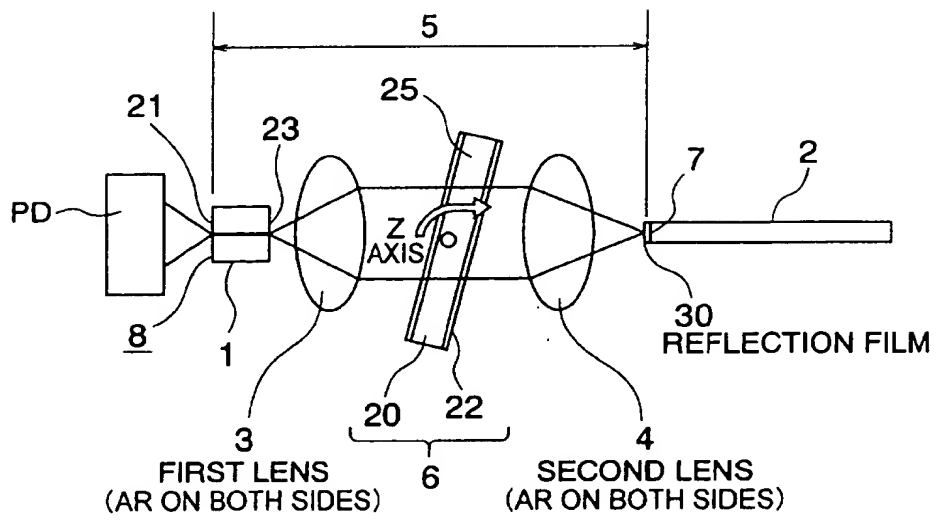 5
25
21
23
7
2
PD
Z
AXIS
8
1
30
REFLECTION FILM
20
22
3
6
4
FIRST LENS
(AR ON BOTH SIDES)
SECOND LENS
(AR ON BOTH SIDES)